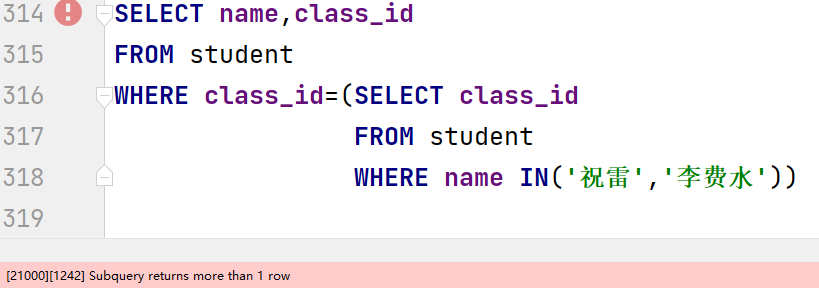 314 SELECT name,class_id
315 FROM student
316 WHERE class_id=(SELECT class_id
317 FROM student
318 WHERE name IN('祝雷','李费水'))
319
[21000][1242] Subquery returns more than 1 row